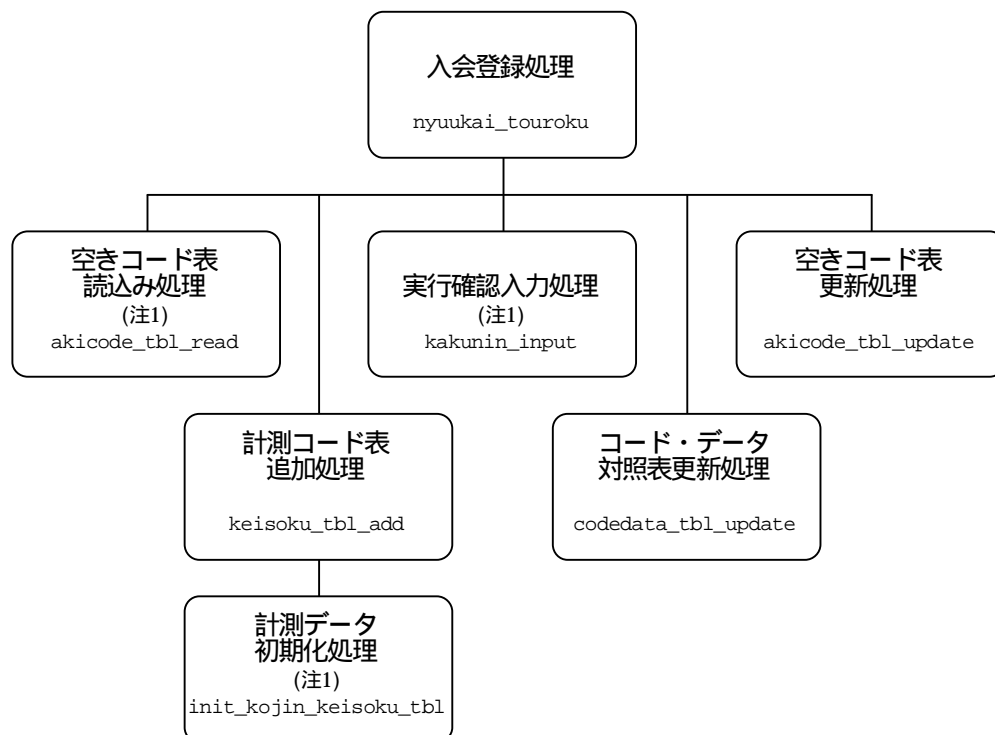 入会登録処理
nyuukai_touroku
空きコード表
読込み処理
(注1)
akicode_tbl_read
実行確認入力処理
(注1)
kakunin_input
空きコード表
更新処理
akicode_tbl_update
計測コード表
追加処理
keisoku_tbl_add
コード・データ
対照表更新処理
codedata_tbl_update
計測データ
初期化処理
(注1)
init_kojin_keisoku_tbl